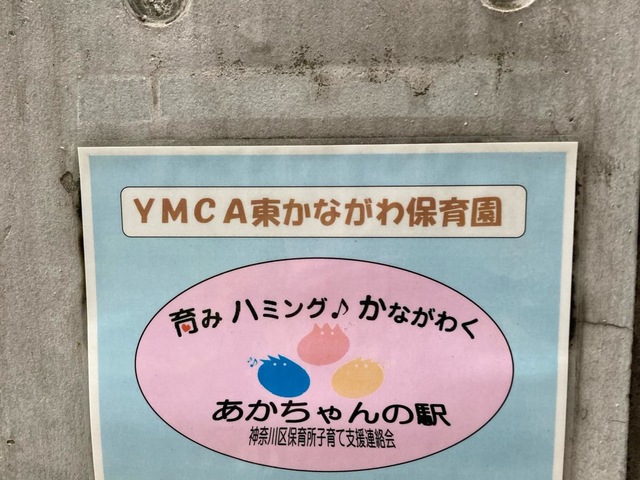 YMCA東かながわ保育園
育み ハミング♪ かながわく
あかちゃんの駅
神奈川区保育所子育て支援連絡会